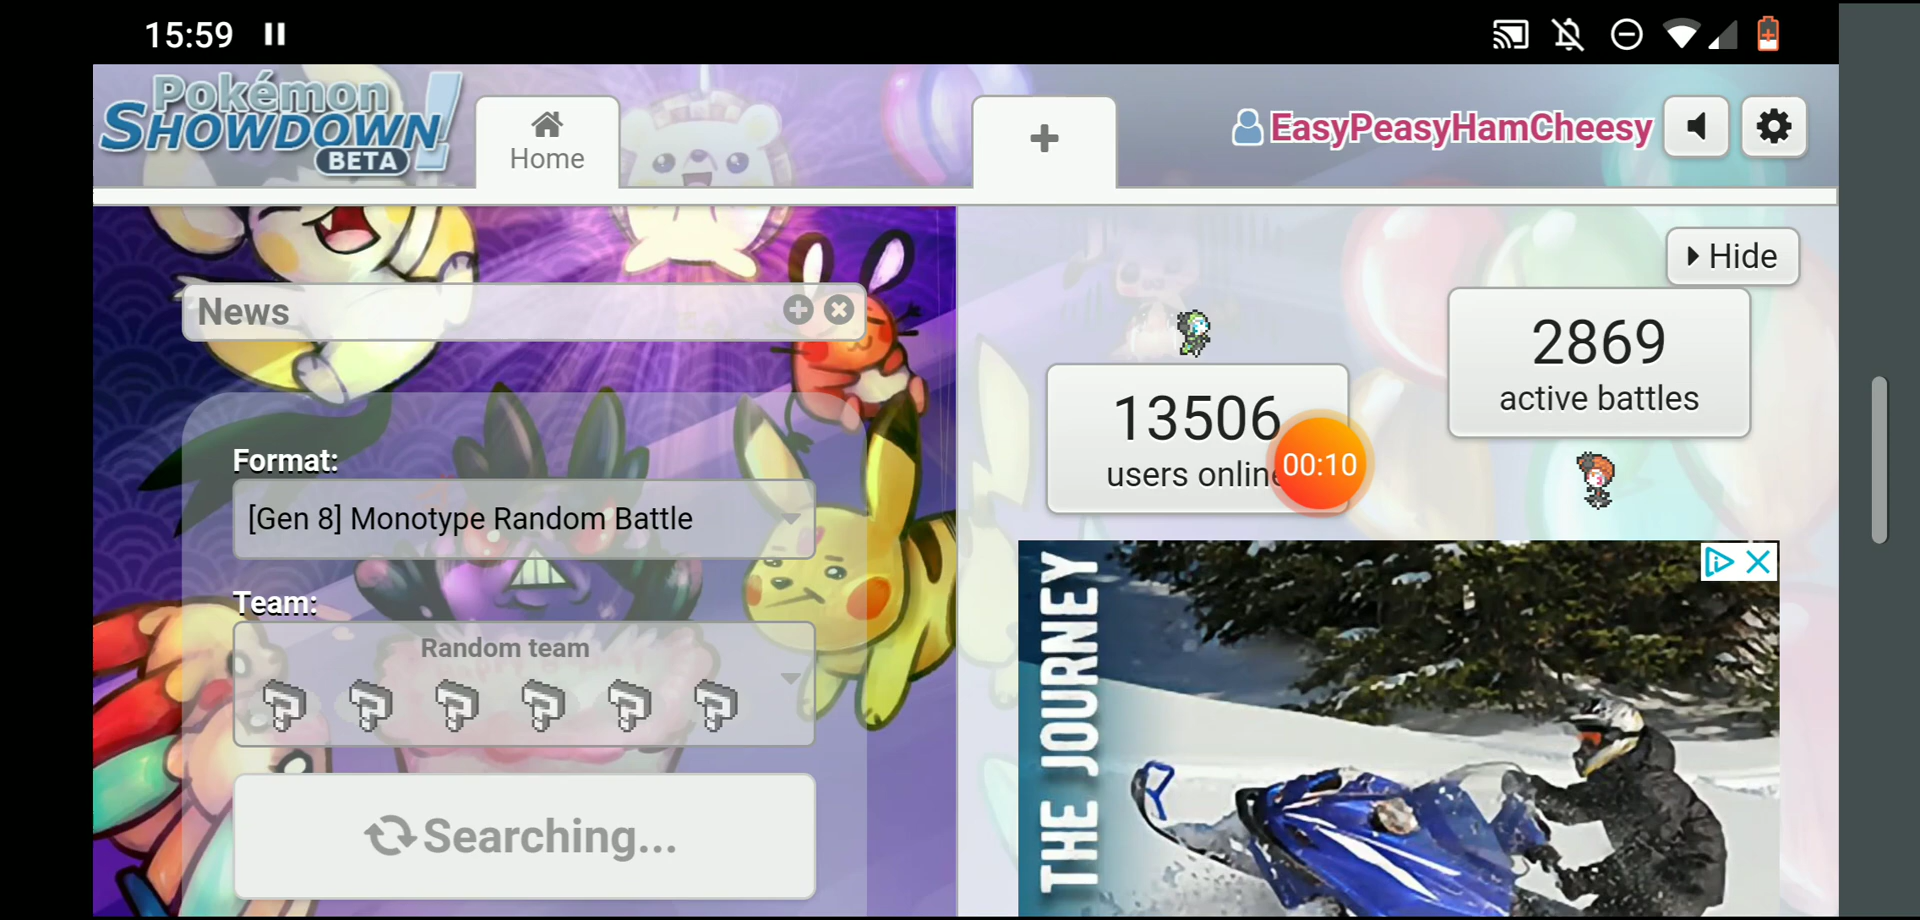 15:59
Pokémon
SHOWDOWN!
BETA
Home
EasyPeasyHamCheesy
Hide
News
2869
active battles
13506
users online
00:10
Format:
[Gen 8] Monotype Random Battle
Team:
Random team
? ? ? ? ? ?
Searching...
THE JOURNEY